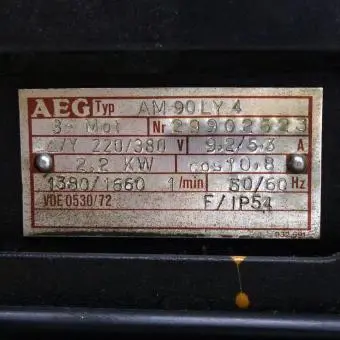 AEG Typ AM 90LY 4
3~ Mot Nr 29902623
Δ/Y 220/380 V 9,2/5,3 A
2,2 KW cos 0,8
1380/1660 1/min 50/60 Hz
VDE 0530/72 F/IP54